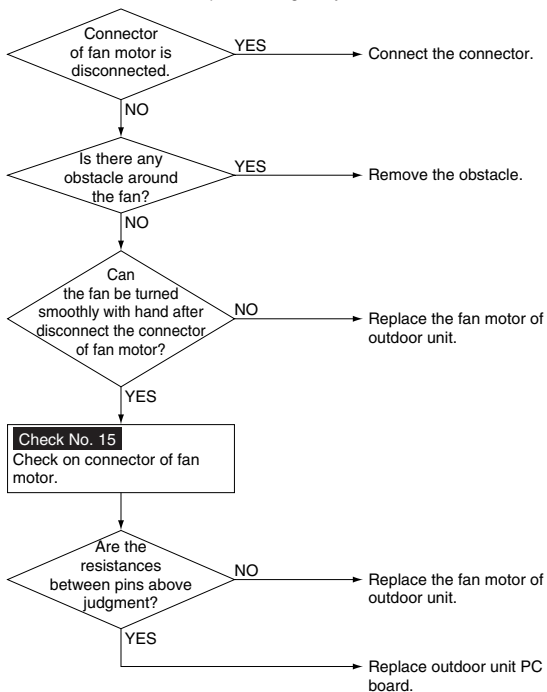 Connector
of fan motor is
disconnected.
YES
Connect the connector.
NO
Is there any
obstacle around
the fan?
YES
Remove the obstacle.
NO
Can
the fan be turned
smoothly with hand after
disconnect the connector
of fan motor?
NO
Replace the fan motor of
outdoor unit.
YES
Check No. 15
Check on connector of fan
motor.
Are the
resistances
between pins above
judgment?
NO
Replace the fan motor of
outdoor unit.
YES
Replace outdoor unit PC
board.